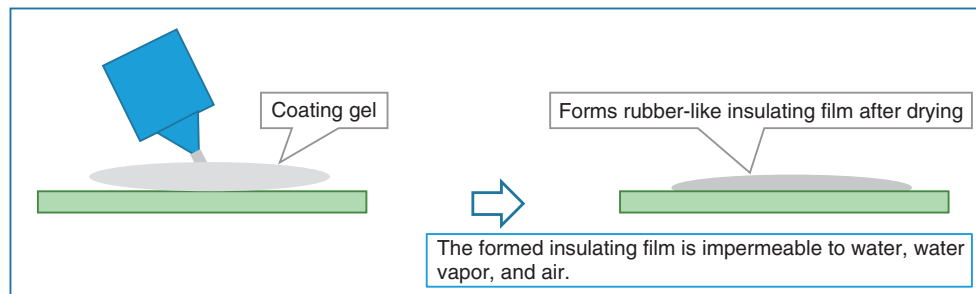 Coating gel
Forms rubber-like insulating film after drying
The formed insulating film is impermeable to water, water
vapor, and air.